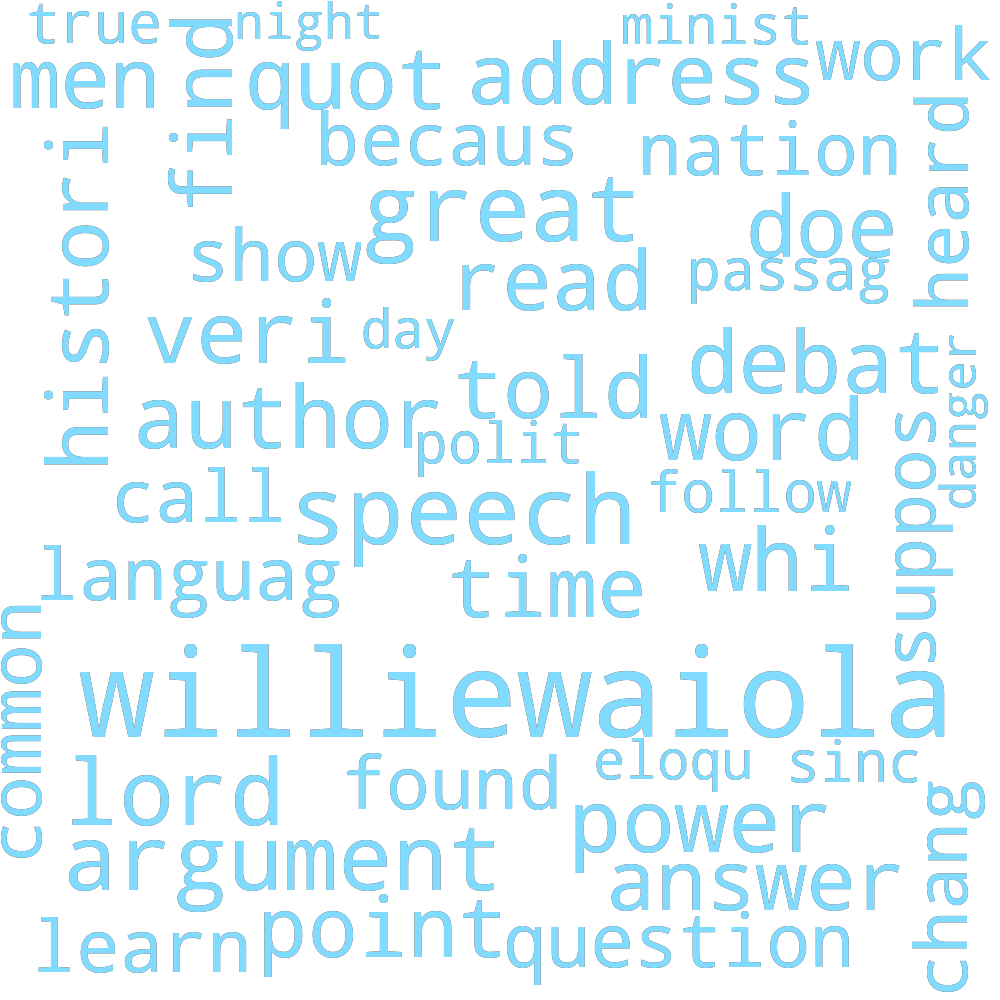 true
night
minist
men
find
quot
address
work
becaus
nation
heard
histori
great
doe
show
read
passag
veri
day
debat
danger
told
author
word
polit
call
speech
follow
suppos
whi
languag
time
common
williewaiola
eloqu
sinc
lord
found
power
chang
argument
answer
learn
point
question